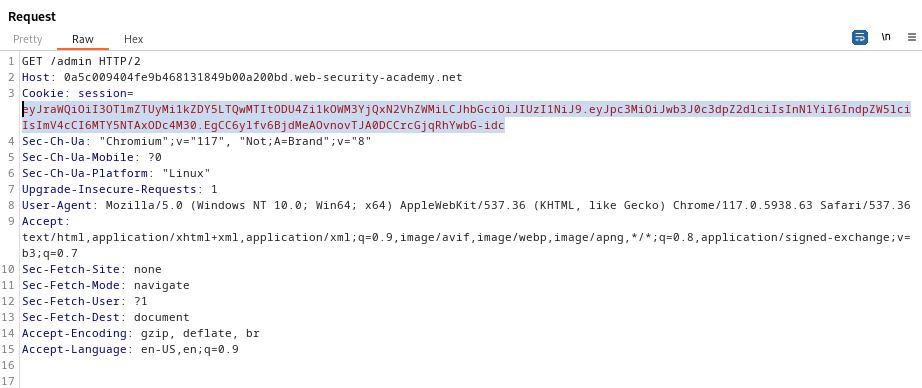 Request
Pretty Raw Hex
\n
1 GET /admin HTTP/2
2 Host: 0a5c009404fe9b468131849b00a200bd.web-security-academy.net
3 Cookie: session=
eyJraWQiOiI3OTlmZTUyMi1kZDY5LTQwMTItODU4Zi1kOWM3YjQxN2VhZWMiLCJhbGciOiJIUzI1NiJ9.eyJpc3MiOiJwb3J0c3dpZ2dlciIsInN1YiI6IndpZW5lci
IsImV4cCI6MTY5NTAxODc4M30.EgCC6ylfv6BjdMeAOvnovTJA0DCCrcGjqRhYwbG-idc
4 Sec-Ch-Ua: "Chromium";v="117", "Not;A=Brand";v="8"
5 Sec-Ch-Ua-Mobile: ?0
6 Sec-Ch-Ua-Platform: "Linux"
7 Upgrade-Insecure-Requests: 1
8 User-Agent: Mozilla/5.0 (Windows NT 10.0; Win64; x64) AppleWebKit/537.36 (KHTML, like Gecko) Chrome/117.0.5938.63 Safari/537.36
9 Accept:
text/html,application/xhtml+xml,application/xml;q=0.9,image/avif,image/webp,image/apng,*/*;q=0.8,application/signed-exchange;v=
b3;q=0.7
10 Sec-Fetch-Site: none
11 Sec-Fetch-Mode: navigate
12 Sec-Fetch-User: ?1
13 Sec-Fetch-Dest: document
14 Accept-Encoding: gzip, deflate, br
15 Accept-Language: en-US,en;q=0.9
16
17